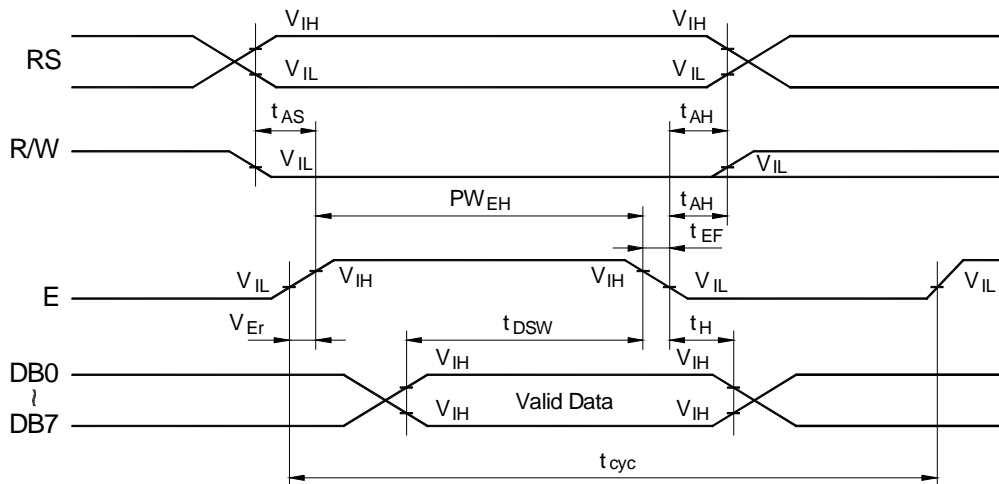 VIH VIH
RS
VIL VIL
tAS tAH
R/W
VIL VIL
PWEH tAH
tEF
VIL VIH VIH VIL VIL
E
VEr tDSW tH
DB0 VIH VIH
~ Valid Data
DB7 VIH VIH
tcyc